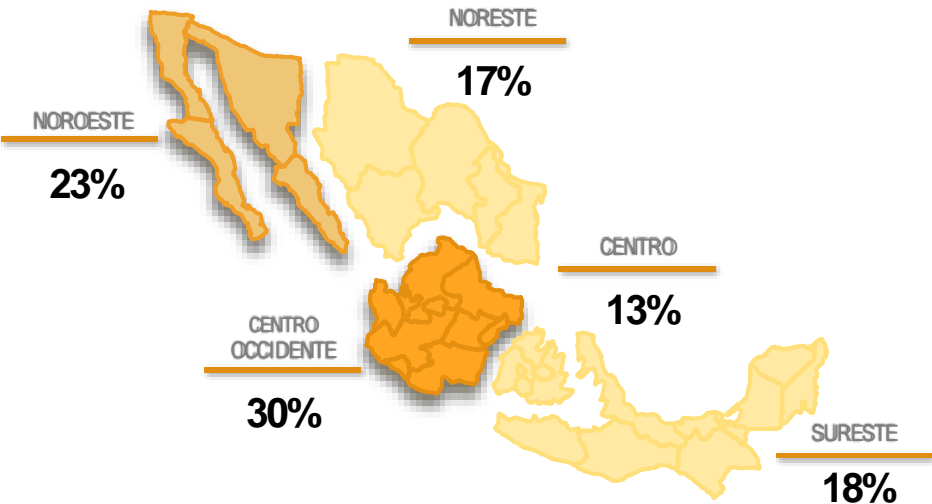 NORESTE
17%
NOROESTE
23%
CENTRO
13%
CENTRO
OCCIDENTE
30%
SURESTE
18%